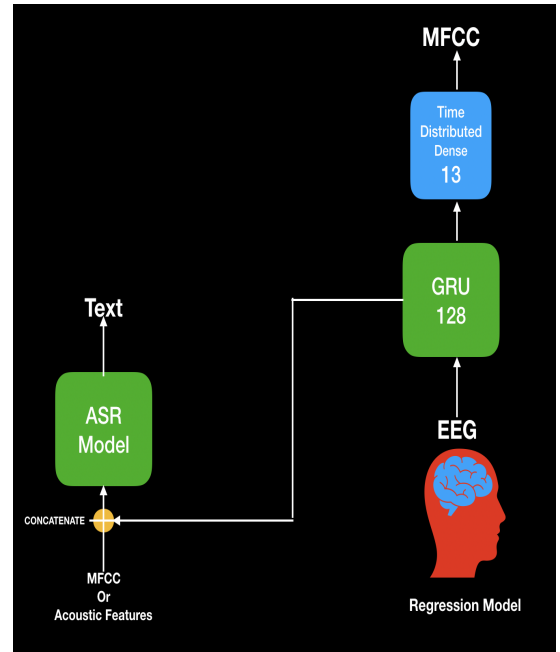 MFCC
Time
Distributed
Dense
13
GRU
128
EEG
Regression Model
Text
ASR
Model
CONCATENATE
MFCC
Or
Acoustic Features